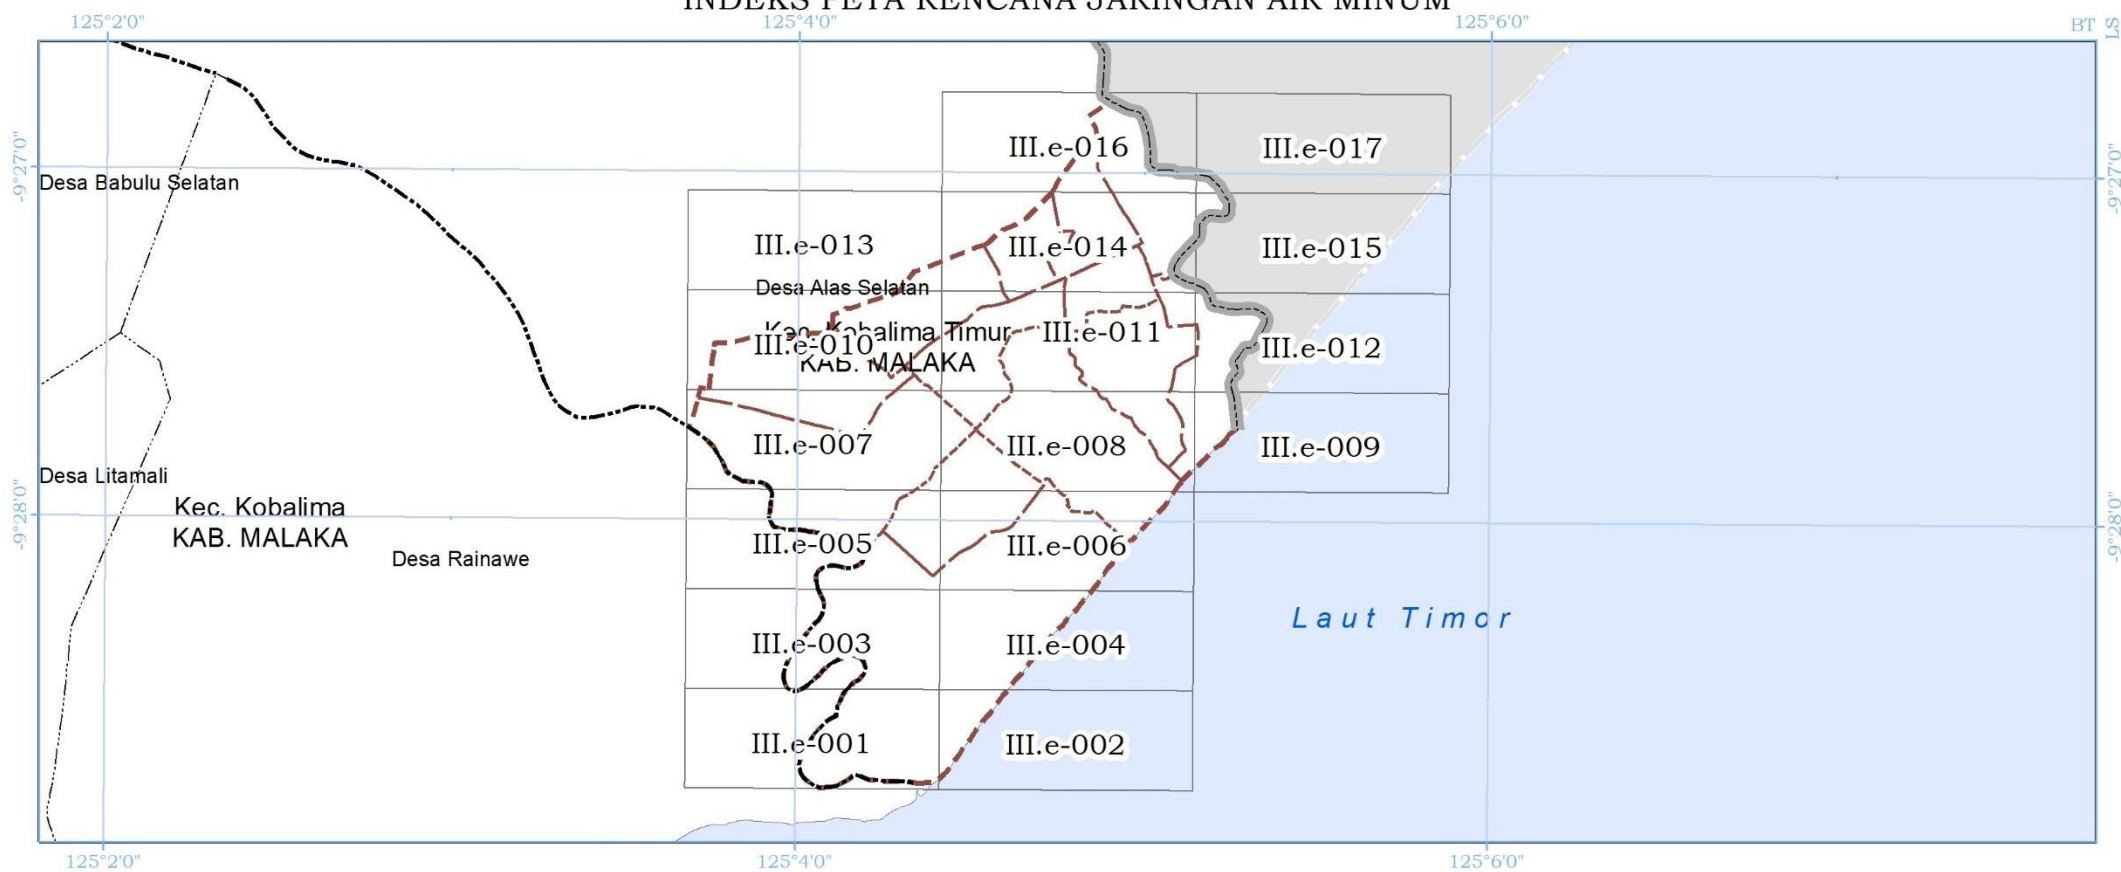 INDEKS PETA RENCANA JARINGAN AIR MINUM
125°2'0" 125°4'0" 125°6'0" BT LS
III.e-016 III.e-017
-9°27'0" -9°27'0"
Desa Babulu Selatan
III.e-013 III.e-014 III.e-015
Desa Alas Selatan
Kec. Kobalima Timur
KAB. MALAKA
III.e-010 III.e-011 III.e-012
III.e-007 III.e-008 III.e-009
Desa Litamali
Kec. Kobalima
KAB. MALAKA
-9°28'0" -9°28'0"
Desa Rainawe
III.e-005 III.e-006
Laut Timor
III.e-003 III.e-004
III.e-001 III.e-002
125°2'0" 125°4'0" 125°6'0"